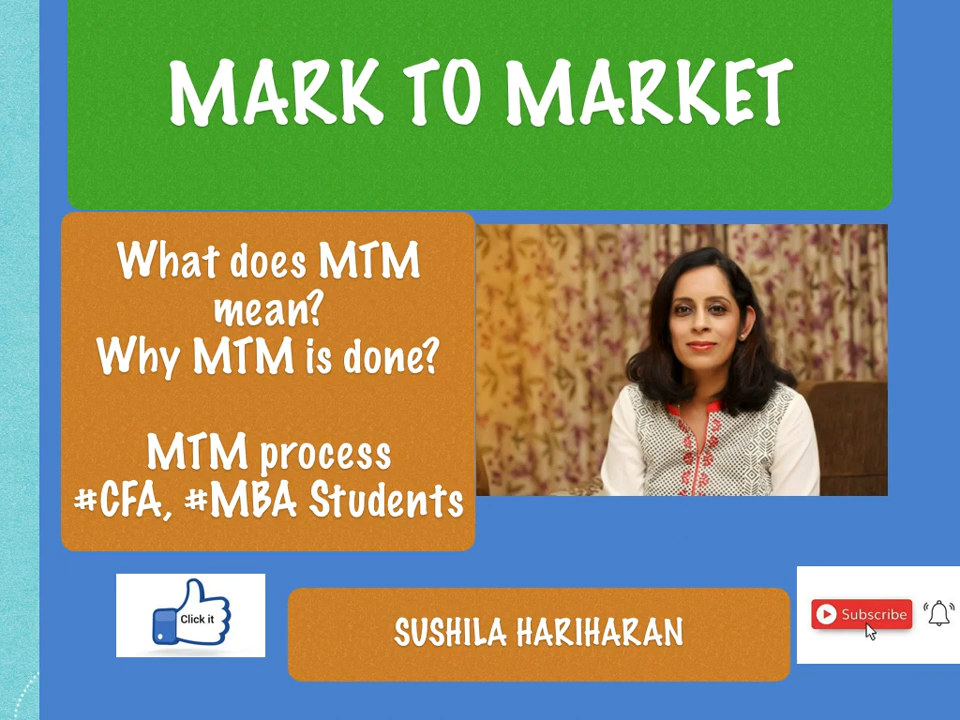 MARK TO MARKET
What does MTM
mean?
Why MTM is done?
MTM process
#CFA, #MBA Students
Click it
SUSHILA HARIHARAN
Subscribe